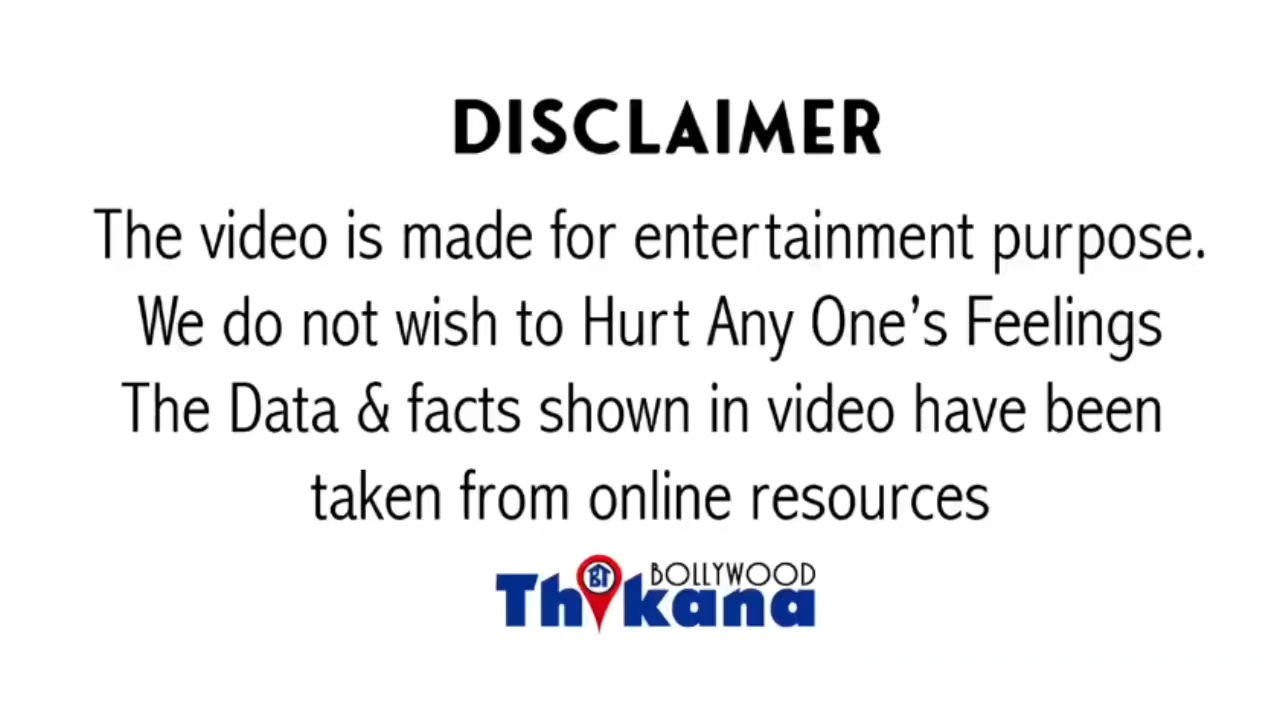 DISCLAIMER
The video is made for entertainment purpose.
We do not wish to Hurt Any One’s Feelings
The Data & facts shown in video have been
taken from online resources
BT
BOLLYWOOD
Thikana